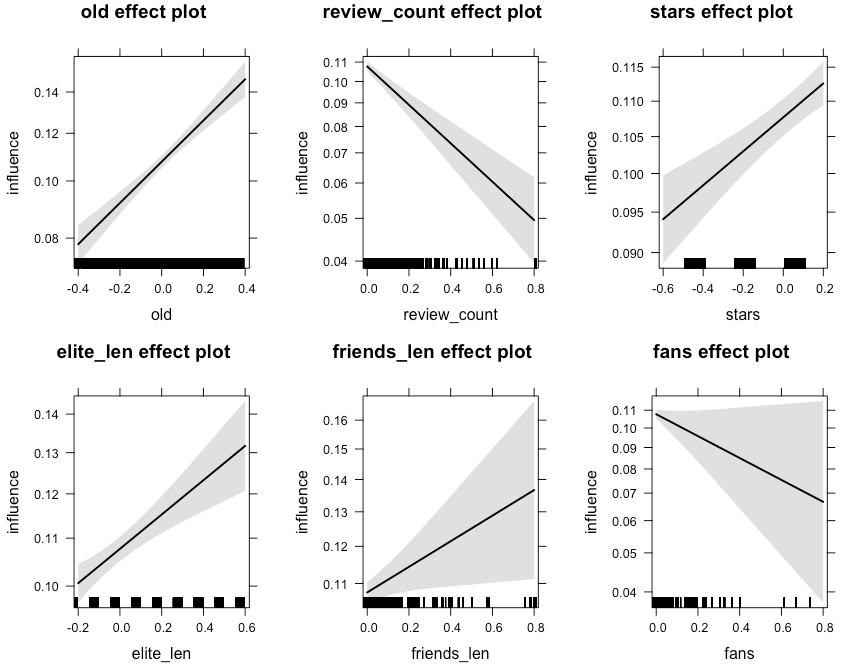 old effect plot
influence
0.14
0.12
0.10
0.08
-0.4 -0.2 0.0 0.2 0.4
old
review_count effect plot
influence
0.11
0.10
0.09
0.08
0.07
0.06
0.05
0.04
0.0 0.2 0.4 0.6 0.8
review_count
stars effect plot
influence
0.115
0.110
0.105
0.100
0.095
0.090
-0.6 -0.4 -0.2 0.0 0.2
stars
elite_len effect plot
influence
0.14
0.13
0.12
0.11
0.10
-0.2 0.0 0.2 0.4 0.6
elite_len
friends_len effect plot
influence
0.16
0.15
0.14
0.13
0.12
0.11
0.0 0.2 0.4 0.6 0.8
friends_len
fans effect plot
influence
0.11
0.10
0.09
0.08
0.07
0.06
0.05
0.04
0.0 0.2 0.4 0.6 0.8
fans